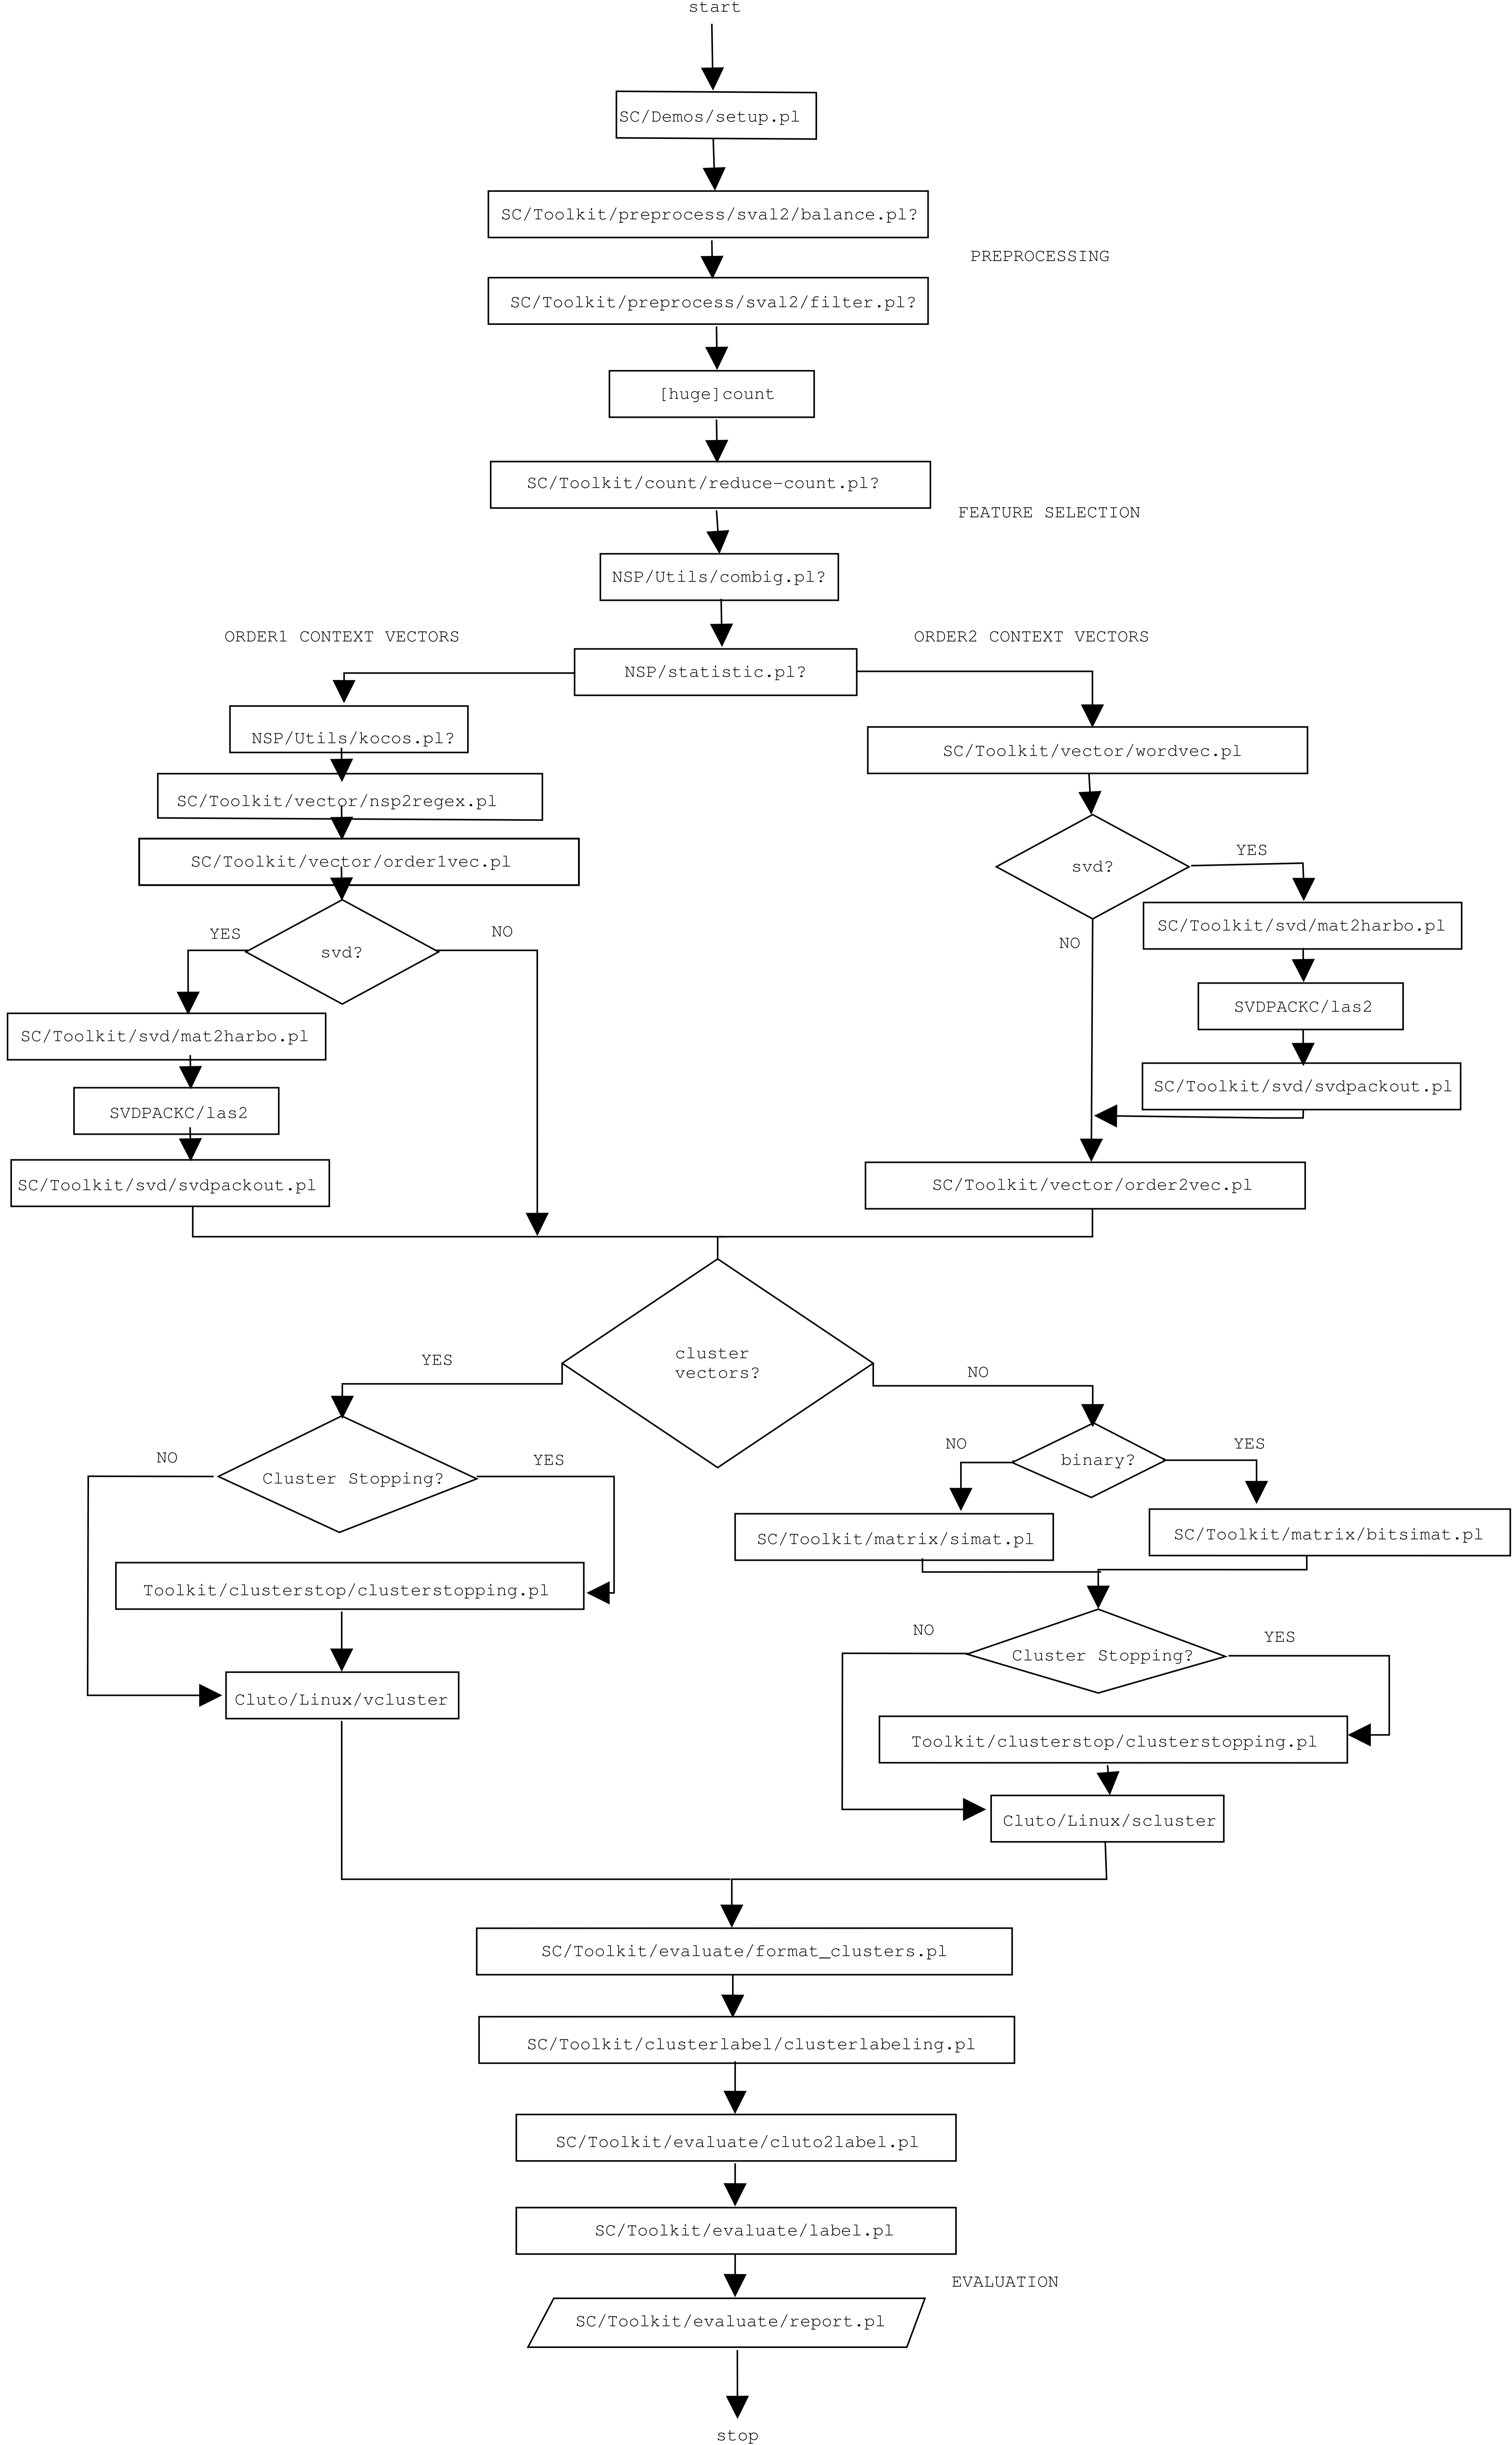 start
SC/Demos/setup.pl
SC/Toolkit/preprocess/sval2/balance.pl?
PREPROCESSING
SC/Toolkit/preprocess/sval2/filter.pl?
[huge]count
SC/Toolkit/count/reduce-count.pl?
FEATURE SELECTION
NSP/Utils/combig.pl?
ORDER1 CONTEXT VECTORS
ORDER2 CONTEXT VECTORS
NSP/statistic.pl?
NSP/Utils/kocos.pl?
SC/Toolkit/vector/wordvec.pl
SC/Toolkit/vector/nsp2regex.pl
SC/Toolkit/vector/order1vec.pl
svd?
YES
NO
SC/Toolkit/svd/mat2harbo.pl
YES
NO
svd?
SVDPACKC/las2
SC/Toolkit/svd/mat2harbo.pl
SC/Toolkit/svd/svdpackout.pl
SVDPACKC/las2
SC/Toolkit/svd/svdpackout.pl
SC/Toolkit/vector/order2vec.pl
cluster
vectors?
YES
NO
NO
YES
Cluster Stopping?
NO
YES
binary?
SC/Toolkit/matrix/simat.pl
SC/Toolkit/matrix/bitsimat.pl
Toolkit/clusterstop/clusterstopping.pl
NO
YES
Cluster Stopping?
Cluto/Linux/vcluster
Toolkit/clusterstop/clusterstopping.pl
Cluto/Linux/scluster
SC/Toolkit/evaluate/format_clusters.pl
SC/Toolkit/clusterlabel/clusterlabeling.pl
SC/Toolkit/evaluate/cluto2label.pl
SC/Toolkit/evaluate/label.pl
EVALUATION
SC/Toolkit/evaluate/report.pl
stop